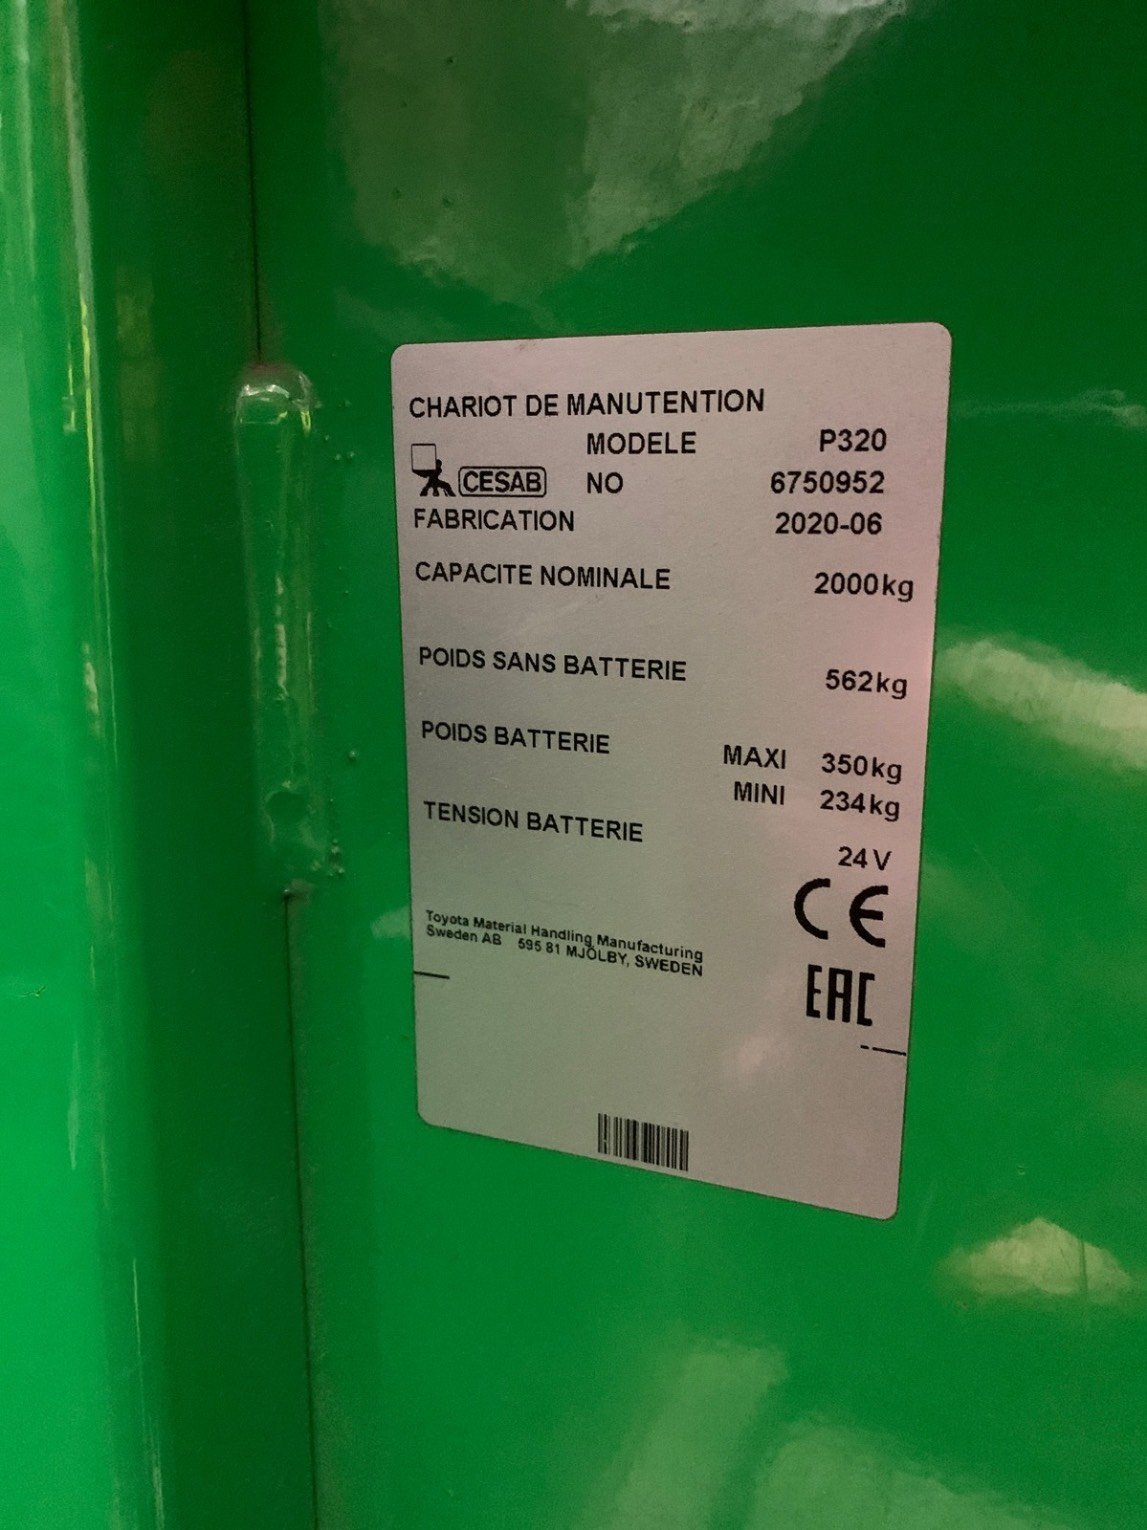 CHARIOT DE MANUTENTION
MODELE P320
CESAB NO 6750952
FABRICATION 2020-06
CAPACITE NOMINALE 2000kg
POIDS SANS BATTERIE 562kg
POIDS BATTERIE MAXI 350kg
MINI 234kg
TENSION BATTERIE 24V
CE
Toyota Material Handling Manufacturing
Sweden AB 595 81 MJÖLBY, SWEDEN
EAC